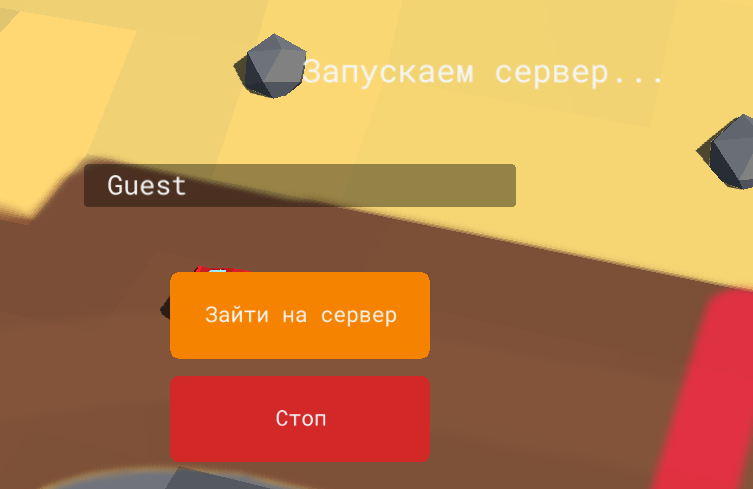 Запускаем сервер...
Guest
Зайти на сервер
Стоп